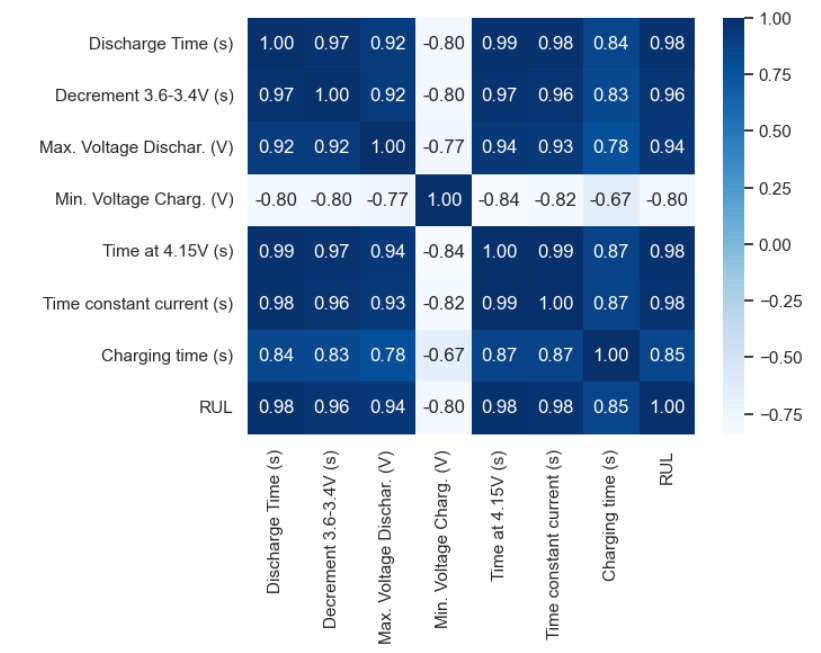 Discharge Time (s) 1.00 0.97 0.92 -0.80 0.99 0.98 0.84 0.98
Decrement 3.6-3.4V (s) 0.97 1.00 0.92 -0.80 0.97 0.96 0.83 0.96
Max. Voltage Dischar. (V) 0.92 0.92 1.00 -0.77 0.94 0.93 0.78 0.94
Min. Voltage Charg. (V) -0.80 -0.80 -0.77 1.00 -0.84 -0.82 -0.67 -0.80
Time at 4.15V (s) 0.99 0.97 0.94 -0.84 1.00 0.99 0.87 0.98
Time constant current (s) 0.98 0.96 0.93 -0.82 0.99 1.00 0.87 0.98
Charging time (s) 0.84 0.83 0.78 -0.67 0.87 0.87 1.00 0.85
RUL 0.98 0.96 0.94 -0.80 0.98 0.98 0.85 1.00
Discharge Time (s)
Decrement 3.6-3.4V (s)
Max. Voltage Dischar. (V)
Min. Voltage Charg. (V)
Time at 4.15V (s)
Time constant current (s)
Charging time (s)
RUL
1.00
0.75
0.50
0.25
0.00
−0.25
−0.50
−0.75